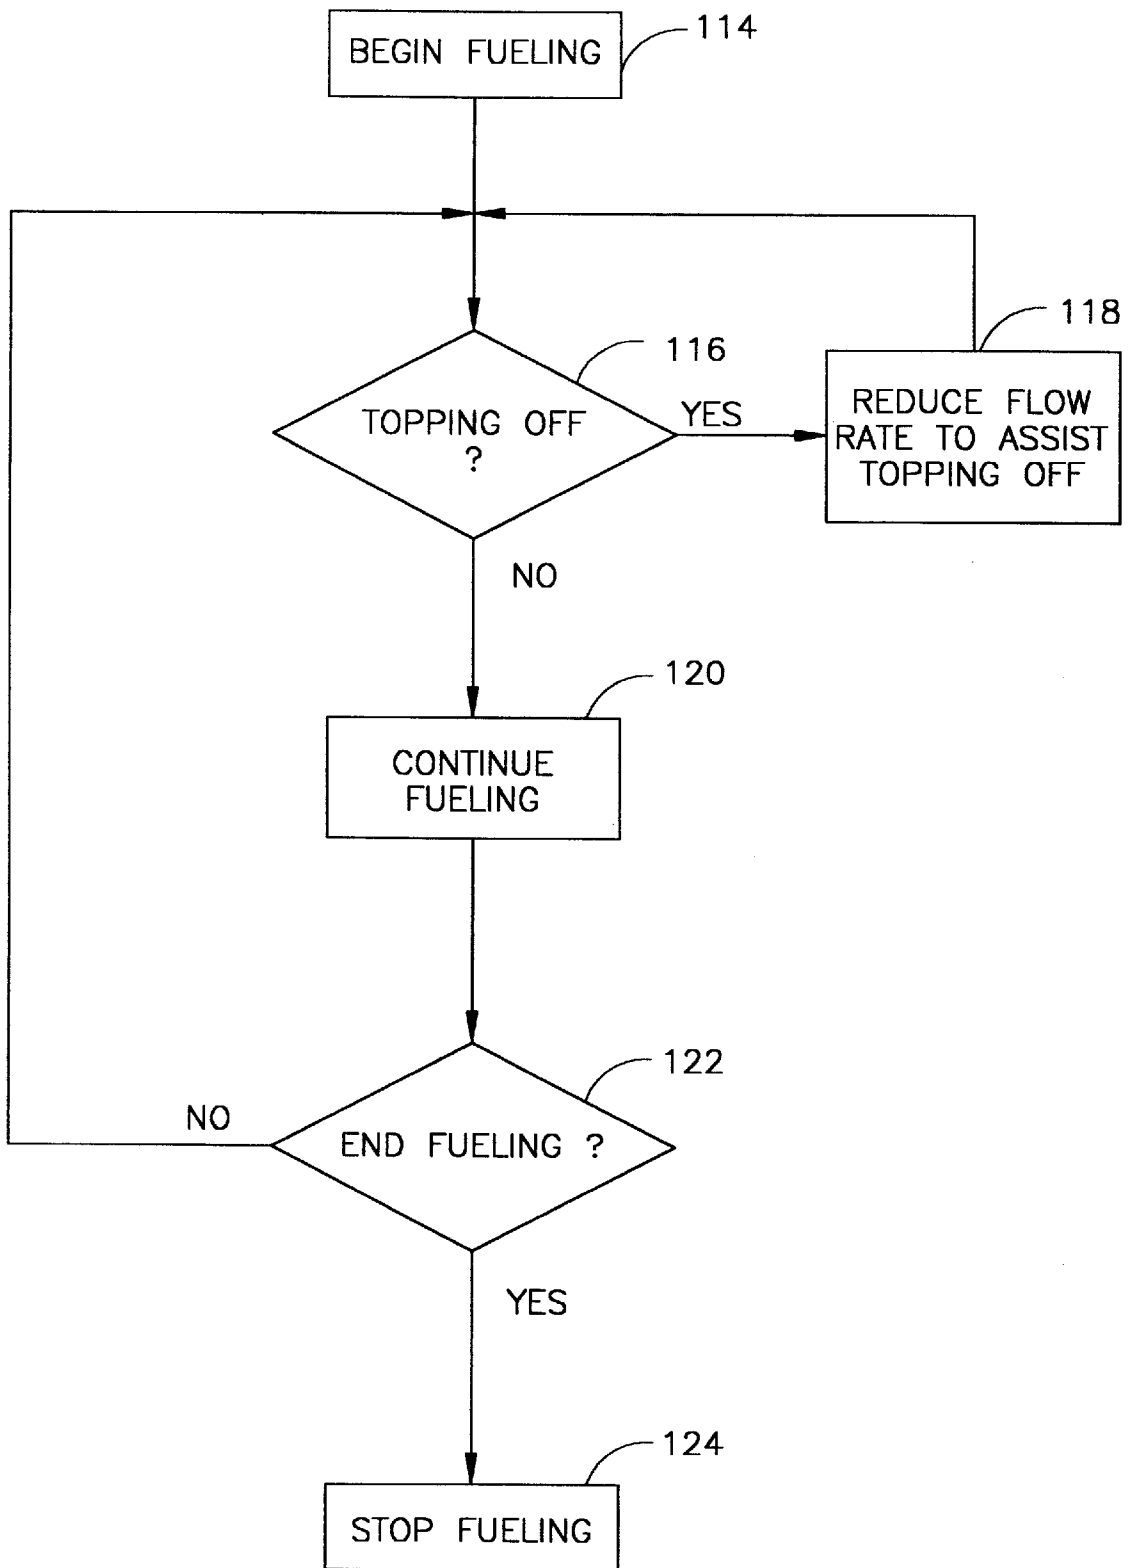 BEGIN FUELING
114
116
118
TOPPING OFF
?
YES
REDUCE FLOW
RATE TO ASSIST
TOPPING OFF
NO
120
CONTINUE
FUELING
122
NO
END FUELING ?
YES
124
STOP FUELING